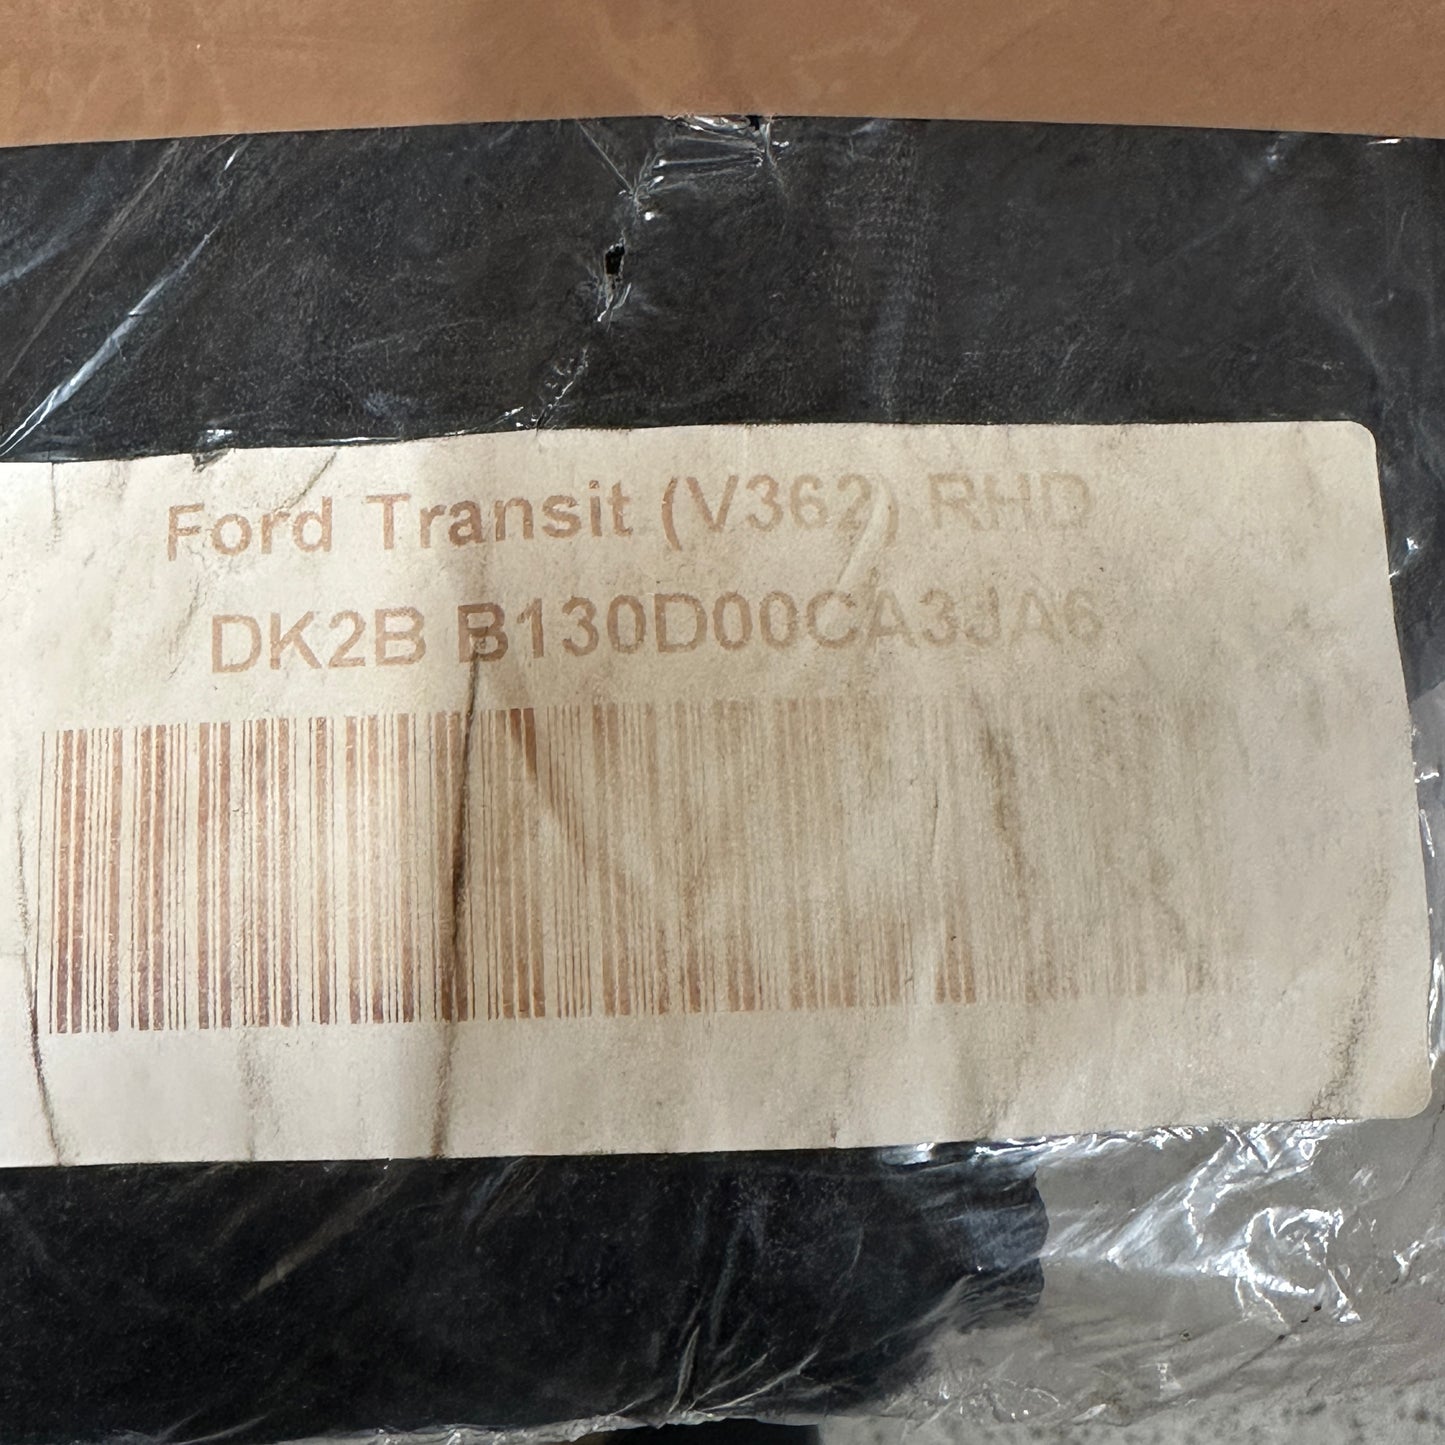 Ford Transit (V362) RHD
DK2B B130D00CA3JA6